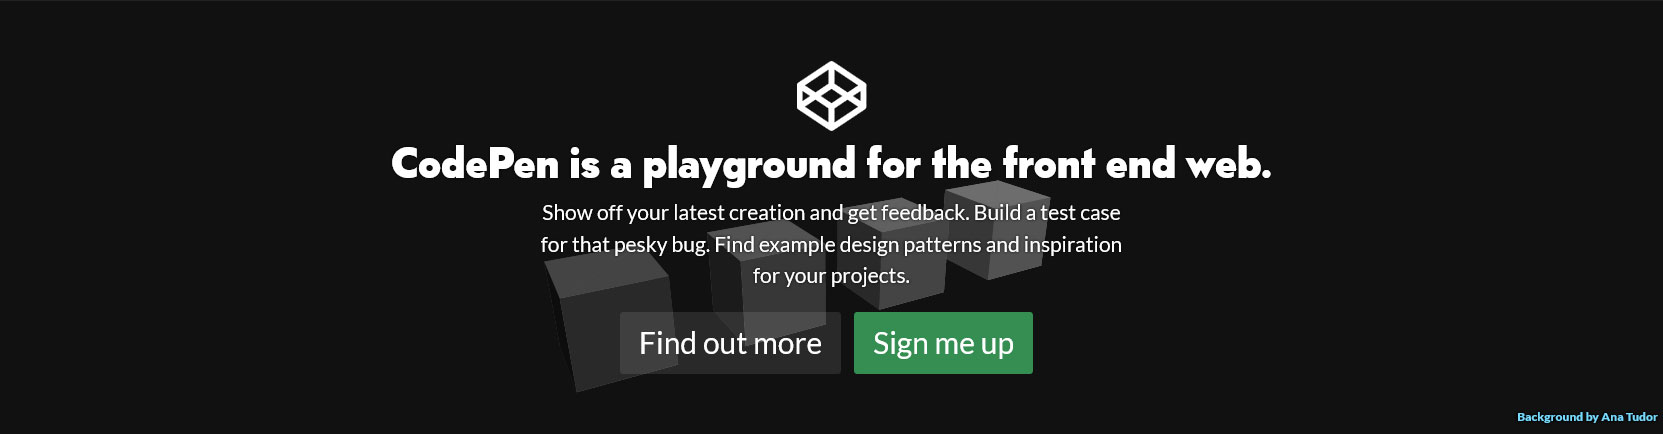 CodePen is a playground for the front end web.
Show off your latest creation and get feedback. Build a test case
for that pesky bug. Find example design patterns and inspiration
for your projects.
Find out more
Sign me up
Background by Ana Tudor